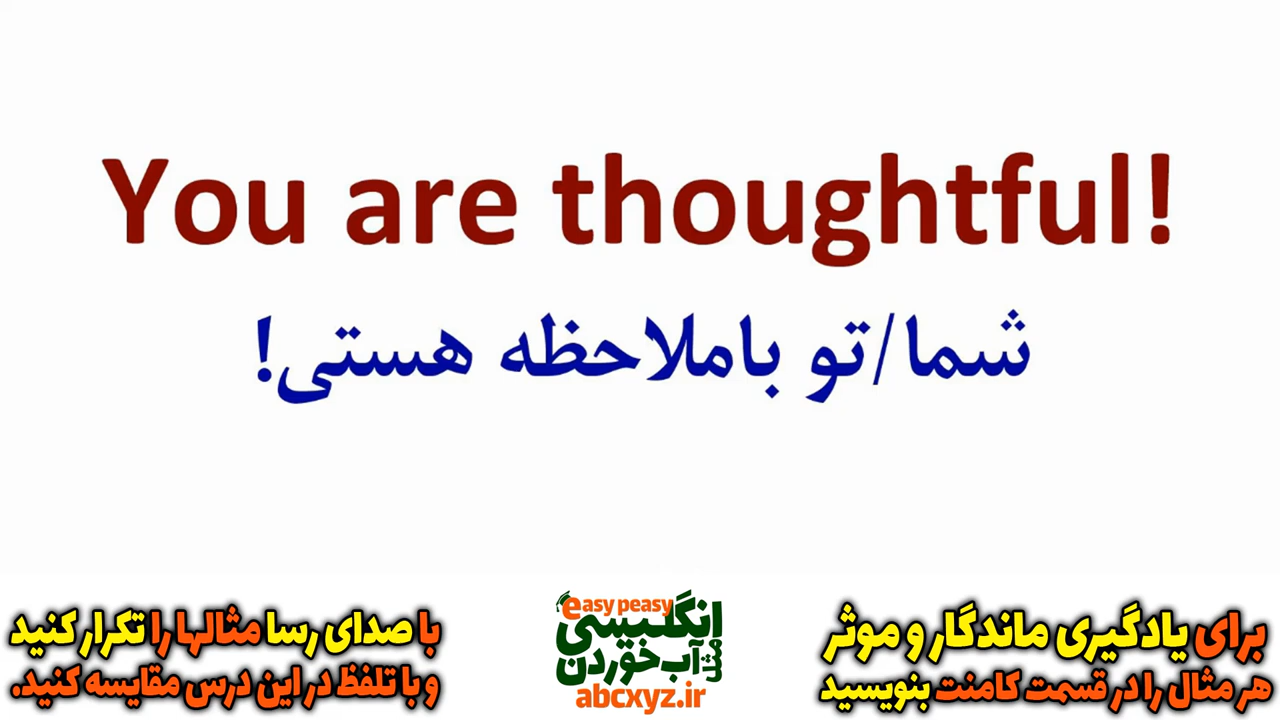 You are thoughtful!
شما/تو باملاحظه هستی!
برای یادگیری ماندگار و موثر
هر مثال را در قسمت کامنت بنویسید
easy peasy
انگلیسی
مثل آب خوردن
abcxyz.ir
با صدای رسا مثالها را تکرار کنید
و با تلفظ در این درس مقایسه کنید.